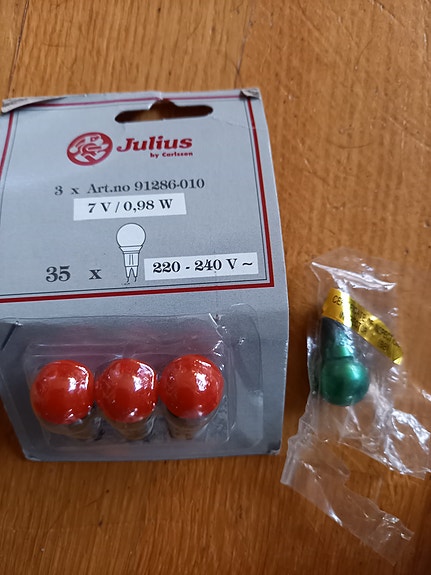 Julius
by Carlsson
3 x Art.no 91286-010
7 V / 0,98 W
35 x
220 - 240 V ~